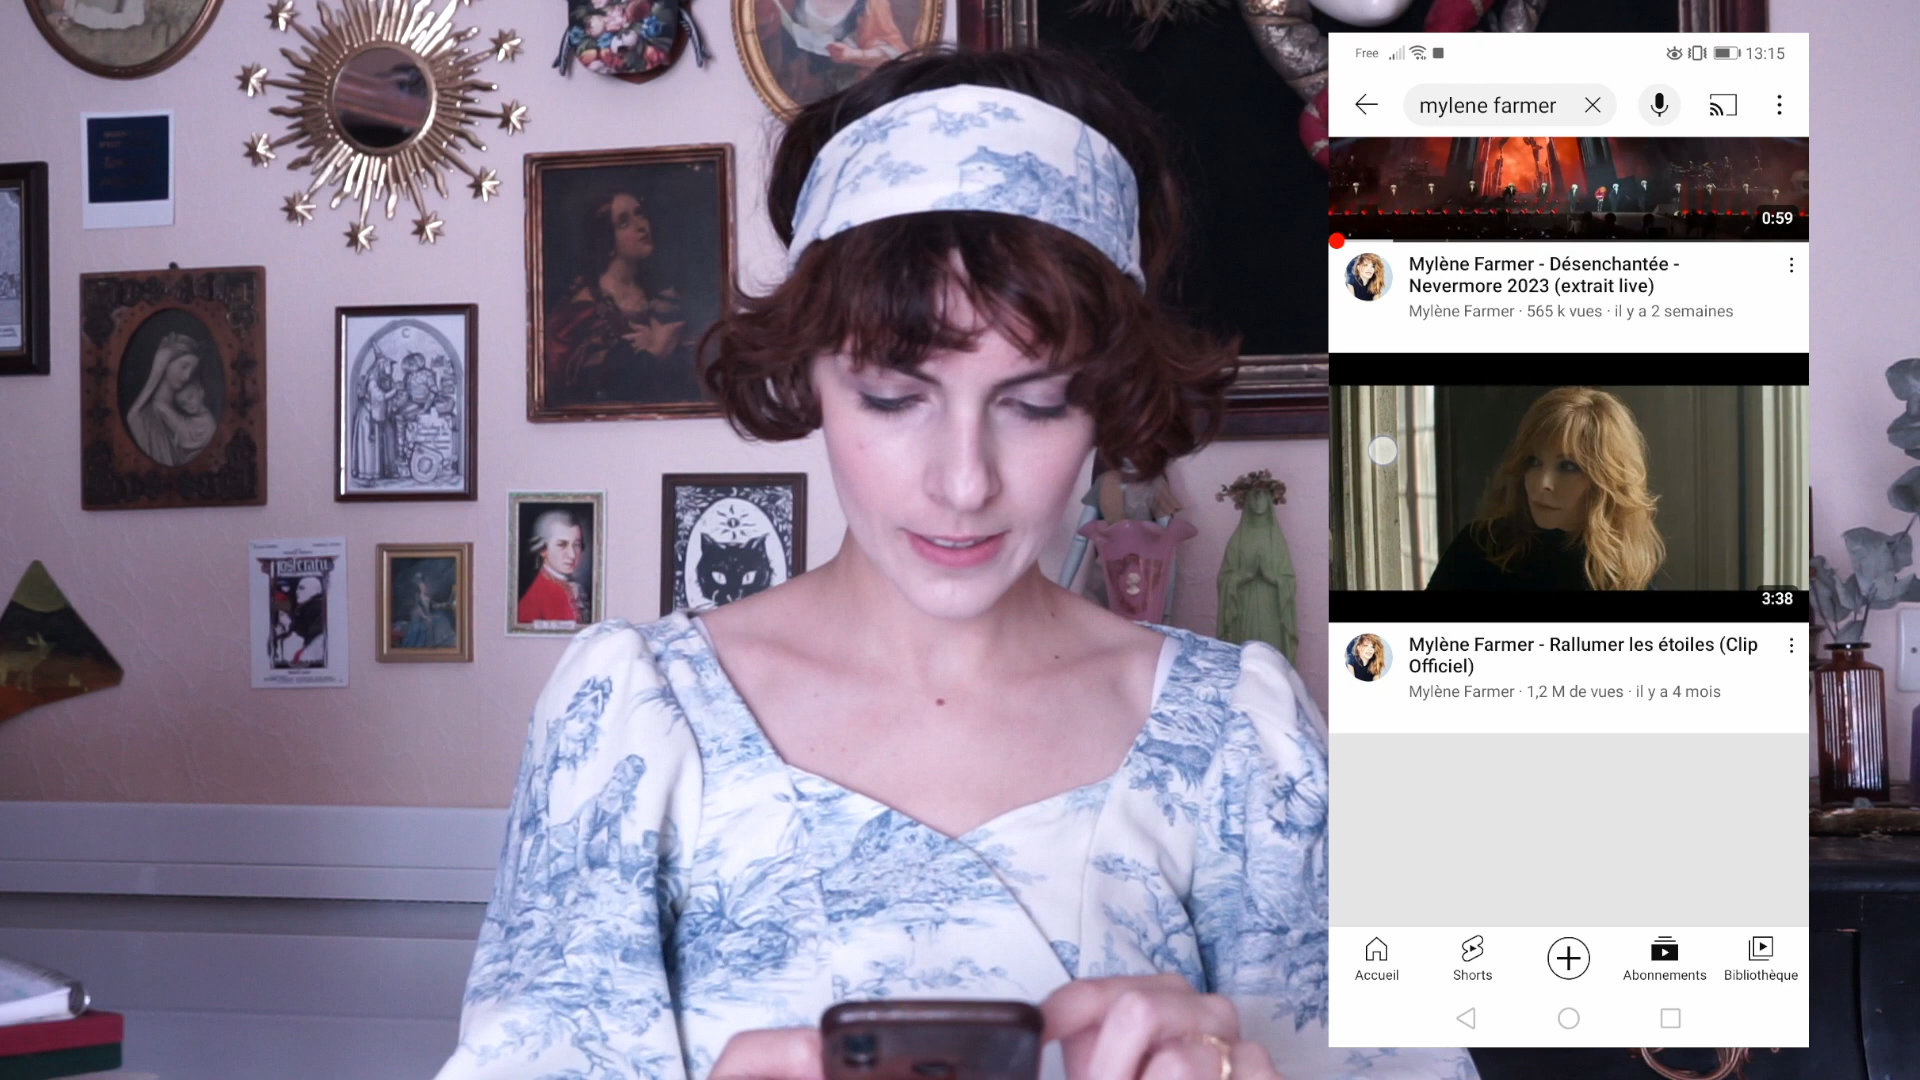 Free
13:15
mylene farmer
0:59
Mylène Farmer - Désenchantée -
Nevermore 2023 (extrait live)
Mylène Farmer · 565 k vues · il y a 2 semaines
3:38
Mylène Farmer - Rallumer les étoiles (Clip
Officiel)
Mylène Farmer · 1,2 M de vues · il y a 4 mois
Accueil
Shorts
Abonnements
Bibliothèque
C
Nosferatu